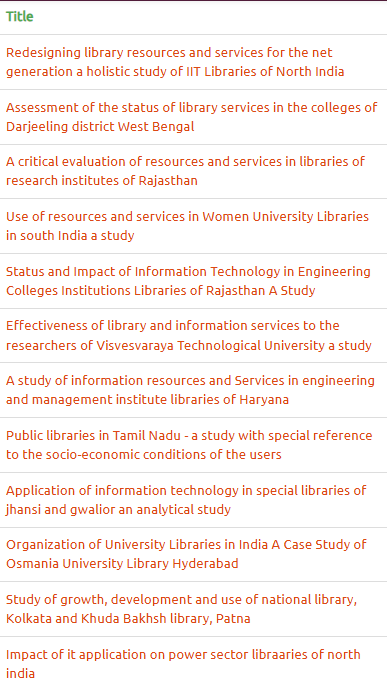 Title
Redesigning library resources and services for the net
generation a holistic study of IIT Libraries of North India
Assessment of the status of library services in the colleges of
Darjeeling district West Bengal
A critical evaluation of resources and services in libraries of
research institutes of Rajasthan
Use of resources and services in Women University Libraries
in south India a study
Status and Impact of Information Technology in Engineering
Colleges Institutions Libraries of Rajasthan A Study
Effectiveness of library and information services to the
researchers of Visvesvaraya Technological University a study
A study of information resources and Services in engineering
and management institute libraries of Haryana
Public libraries in Tamil Nadu - a study with special reference
to the socio-economic conditions of the users
Application of information technology in special libraries of
jhansi and gwalior an analytical study
Organization of University Libraries in India A Case Study of
Osmania University Library Hyderabad
Study of growth, development and use of national library,
Kolkata and Khuda Bakhsh library, Patna
Impact of it application on power sector libraaries of north
india